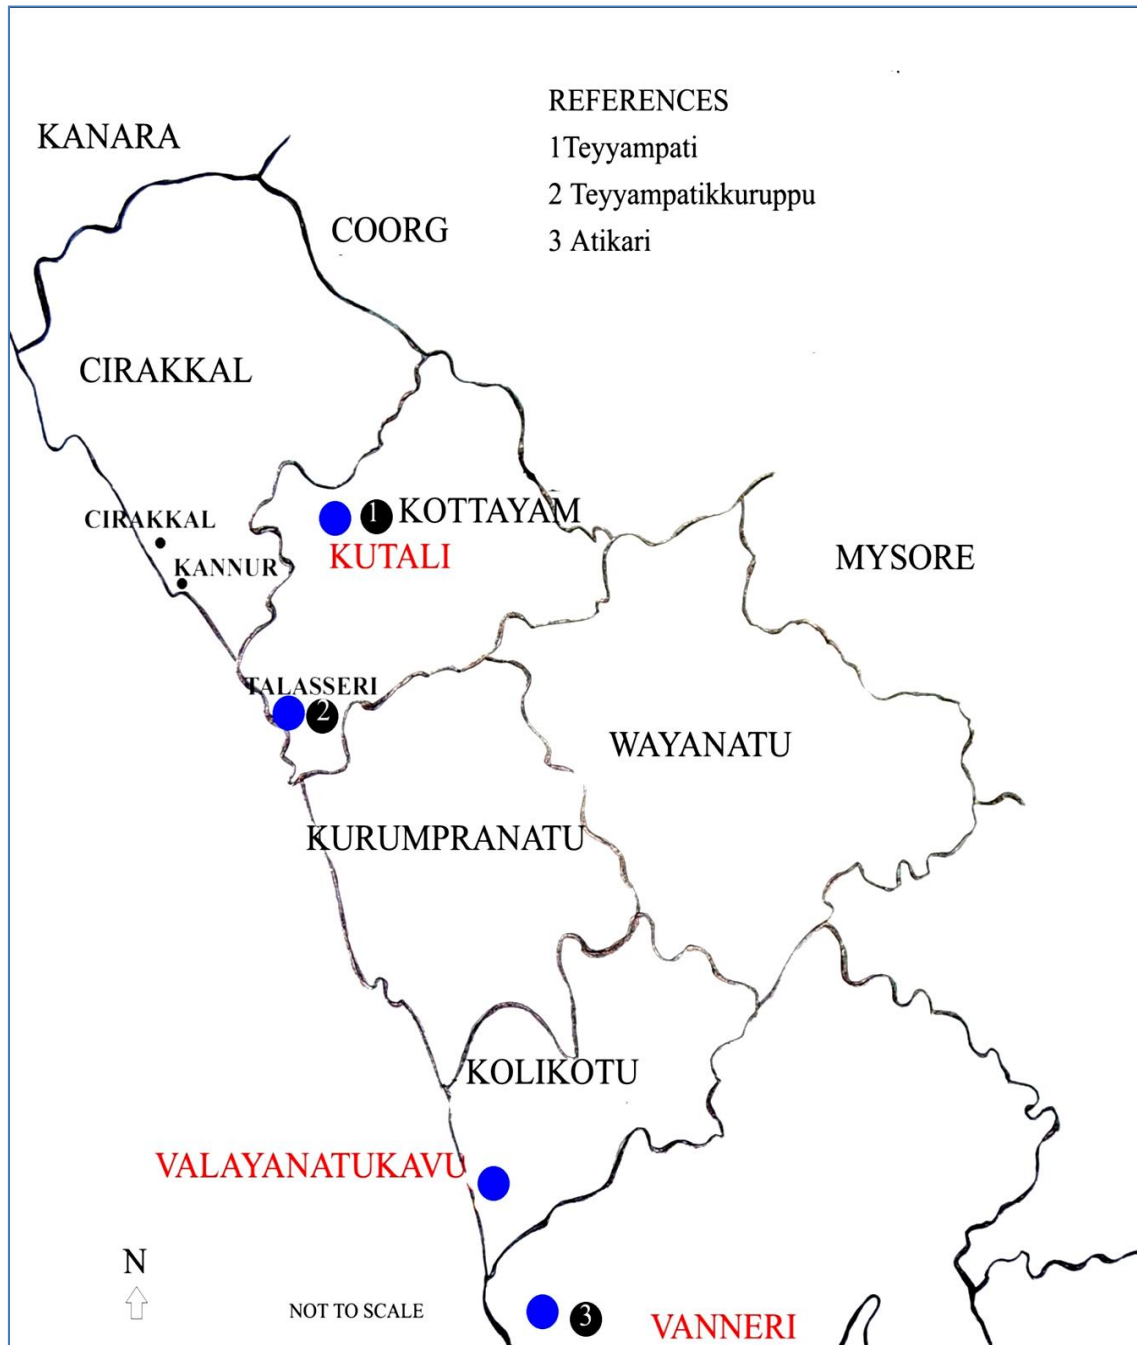 REFERENCES
1Teyyampati
2 Teyyampatikkuruppu
3 Atikari
KANARA
COORG
CIRAKKAL
CIRAKKAL
KANNUR
1 KOTTAYAM
KUTALI
MYSORE
TALASSERI
2
WAYANATU
KURUMPRANATU
KOLIKOTU
VALAYANATUKAVU
N
NOT TO SCALE
3
VANNERI